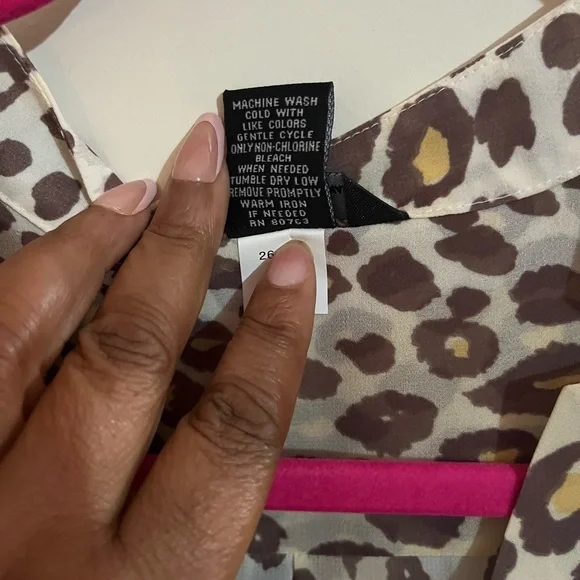 MACHINE WASH
COLD WITH
LIKE COLORS
GENTLE CYCLE
ONLY NON-CHLORINE
BLEACH
WHEN NEEDED
TUMBLE DRY LOW
REMOVE PROMPTLY
WARM IRON
IF NEEDED
RN 80763
26